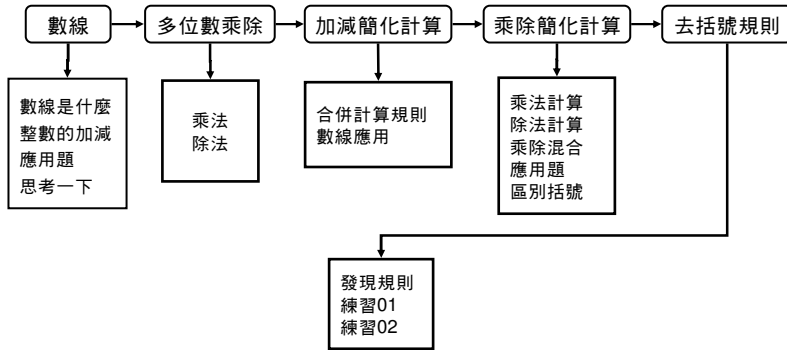 數線
多位數乘除
加減簡化計算
乘除簡化計算
去括號規則
數線是什麼
整數的加減
應用題
思考一下
乘法
除法
合併計算規則
數線應用
乘法計算
除法計算
乘除混合
應用題
區別括號
發現規則
練習01
練習02